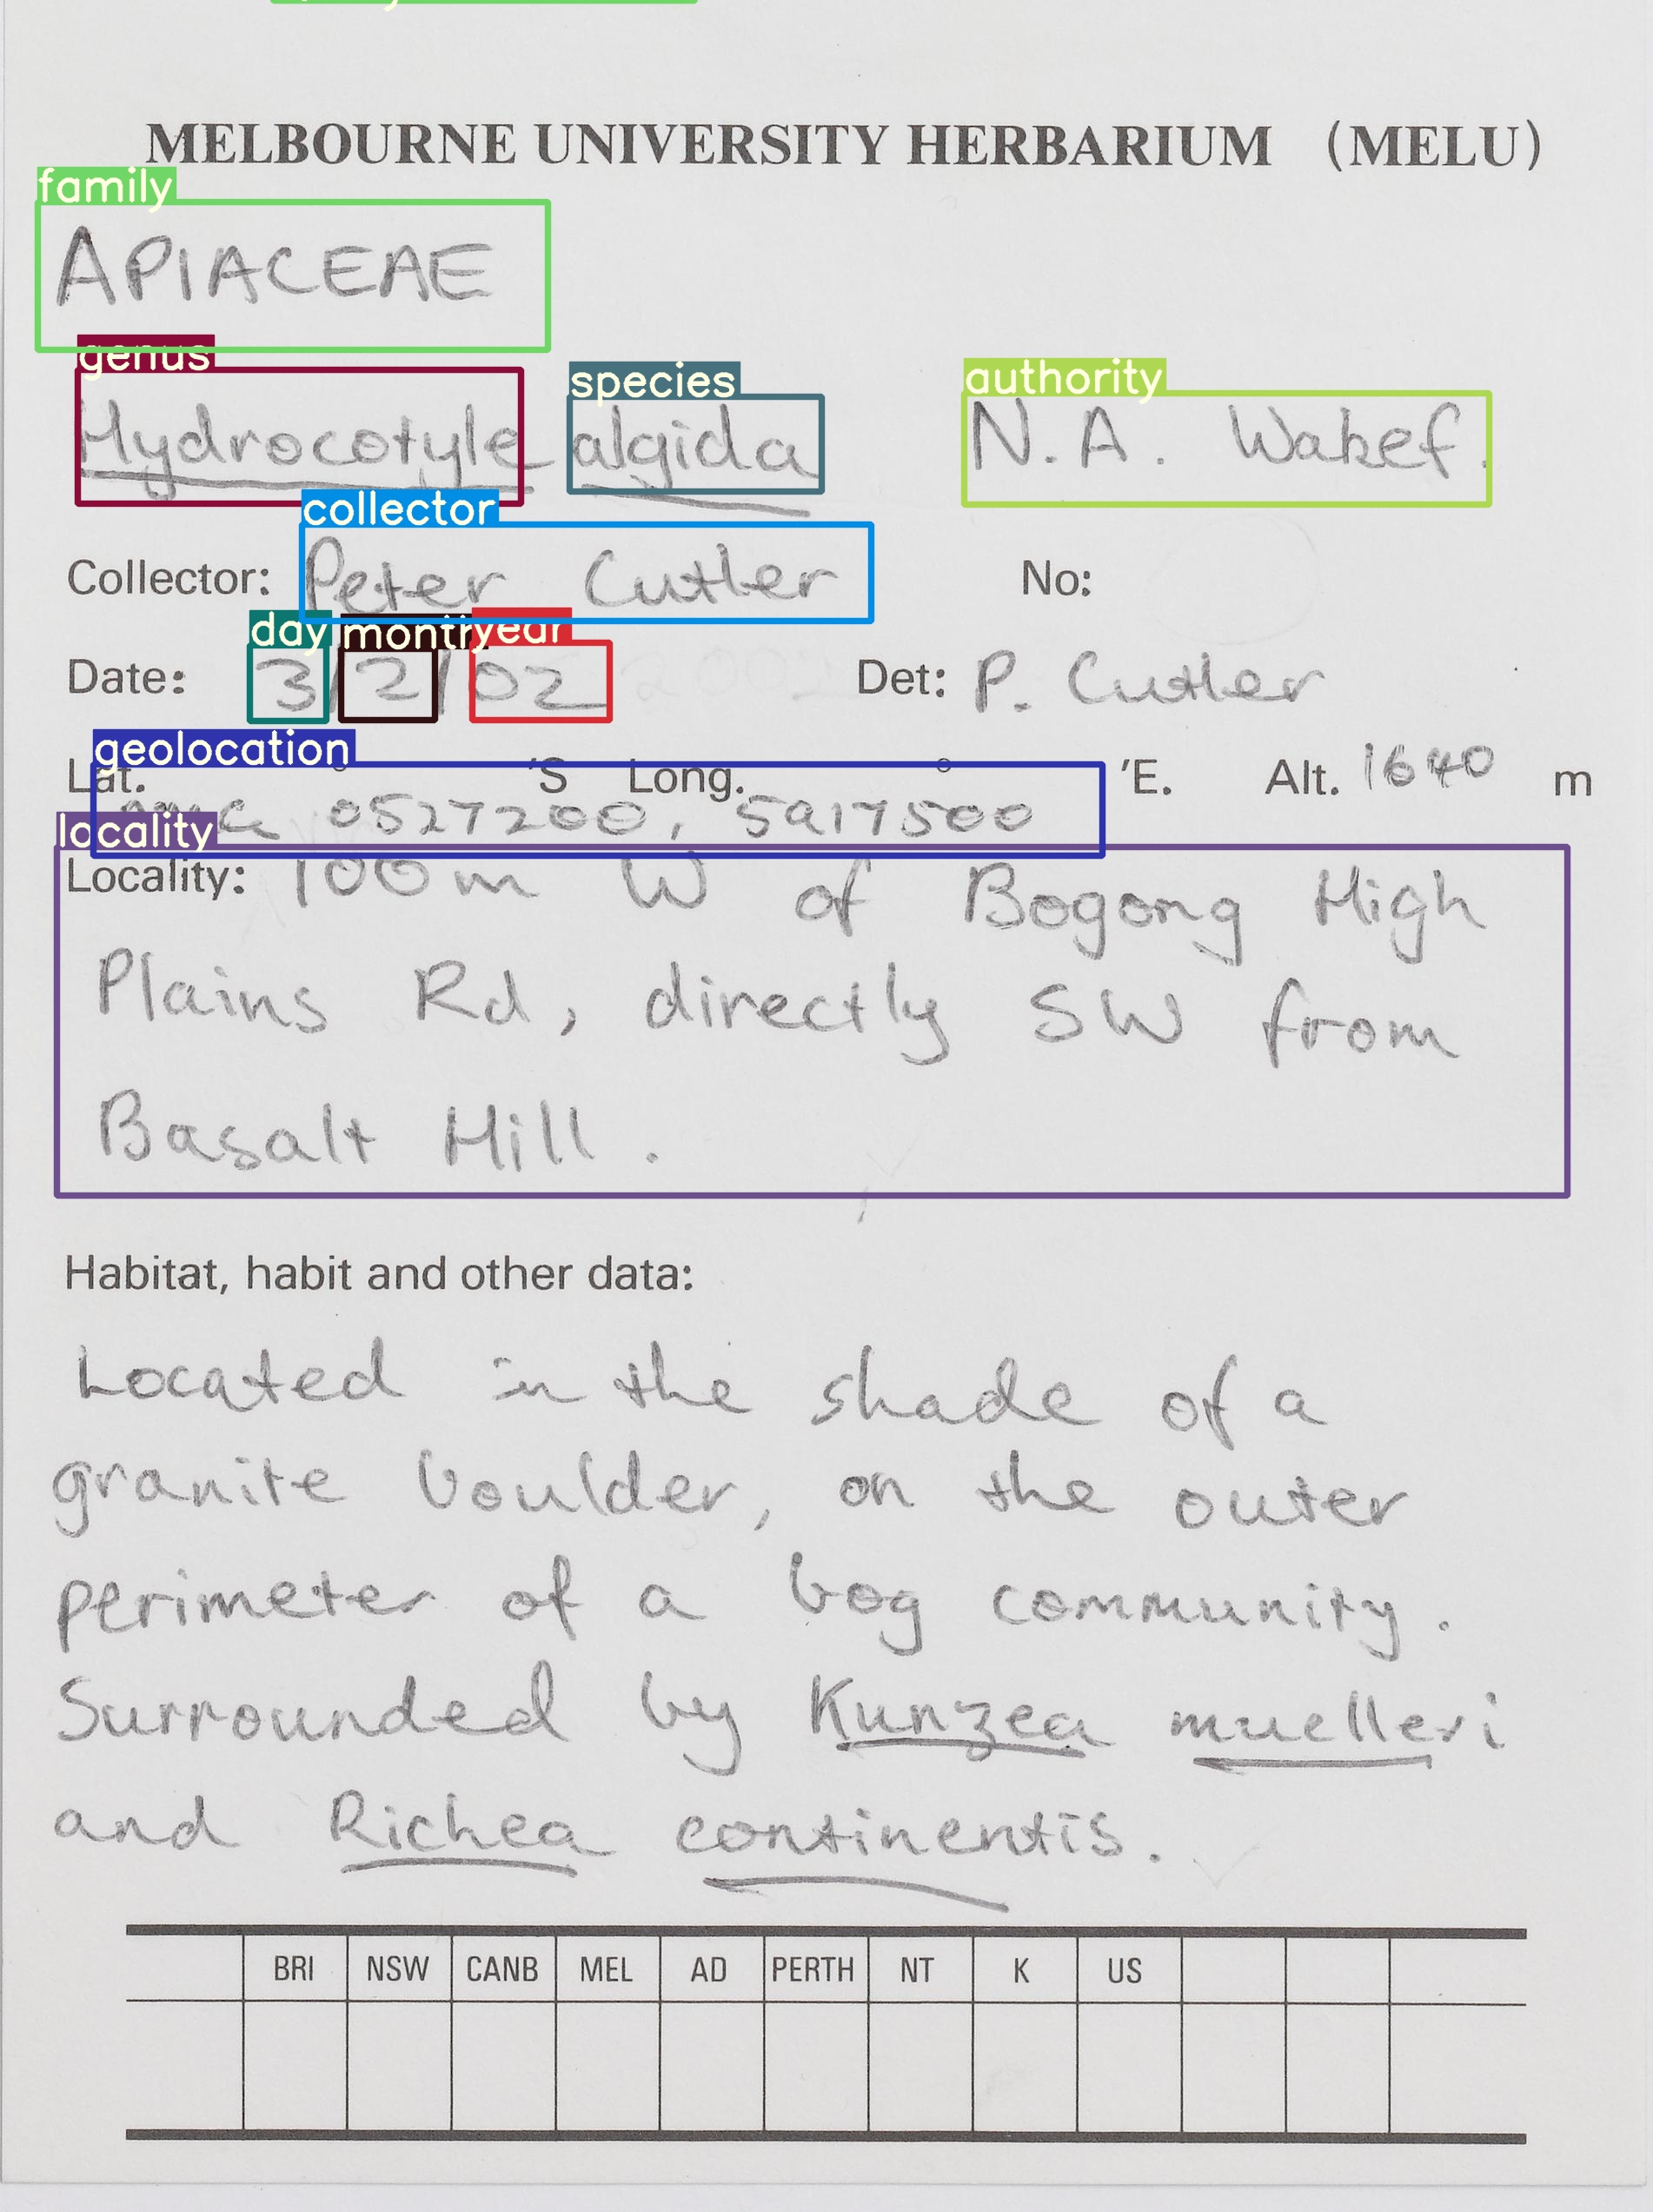 MELBOURNE UNIVERSITY HERBARIUM (MELU)
family
APIACEAE
genus species authority
Hydrocotyle algida N.A. Wakef.
collector
Collector: Peter Cutler No:
day month year
Date: 3/2/02 2002 Det: P. Cutler
geolocation
Lat. ° 'S Long. ° 'E. Alt. 1640 m
0527200, 5917500
locality
Locality: 100m W of Bogong High
Plains Rd, directly SW from
Basalt Hill.
Habitat, habit and other data:
Located in the shade of a
granite boulder, on the outer
perimeter of a bog community.
Surrounded by Kunzea muelleri
and Richea continentis.
BRI NSW CANB MEL AD PERTH NT K US